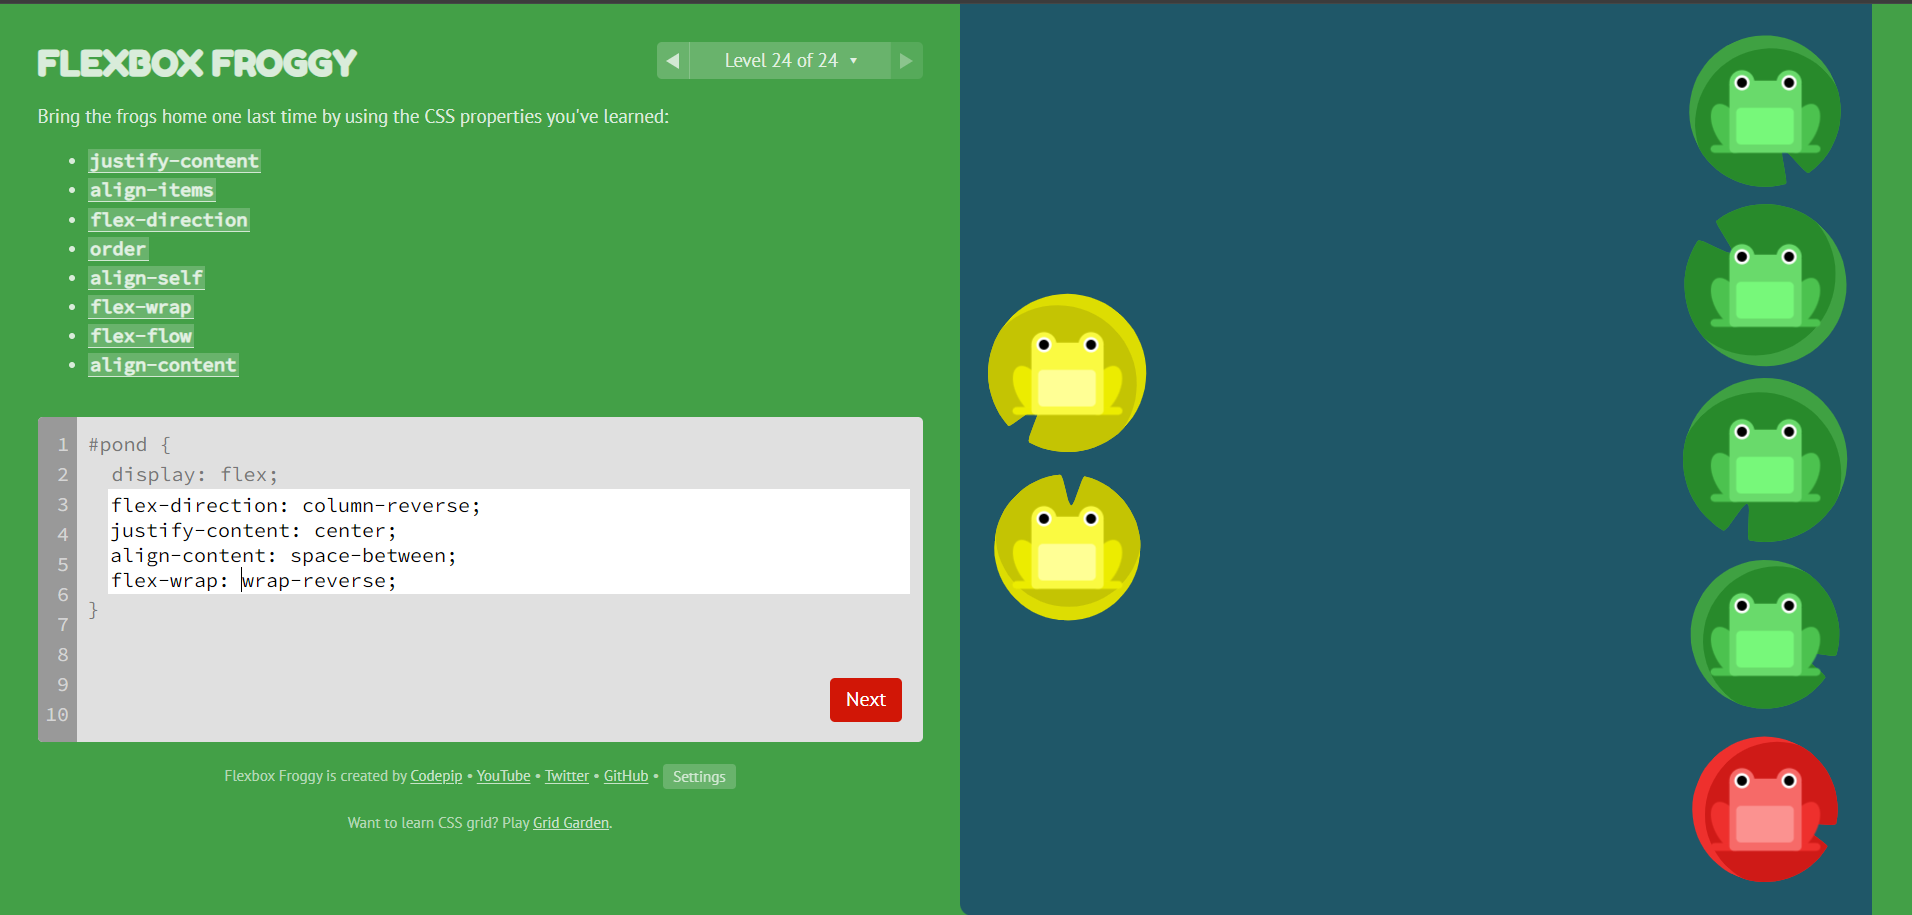 FLEXBOX FROGGY
◀ Level 24 of 24 ▾ ▶
Bring the frogs home one last time by using the CSS properties you've learned:
• justify-content
• align-items
• flex-direction
• order
• align-self
• flex-wrap
• flex-flow
• align-content
1 #pond {
2 display: flex;
3 flex-direction: column-reverse;
4 justify-content: center;
5 align-content: space-between;
6 flex-wrap: wrap-reverse;
7 }
8
9
10
Next
Flexbox Froggy is created by Codepip • YouTube • Twitter • GitHub • Settings
Want to learn CSS grid? Play Grid Garden.